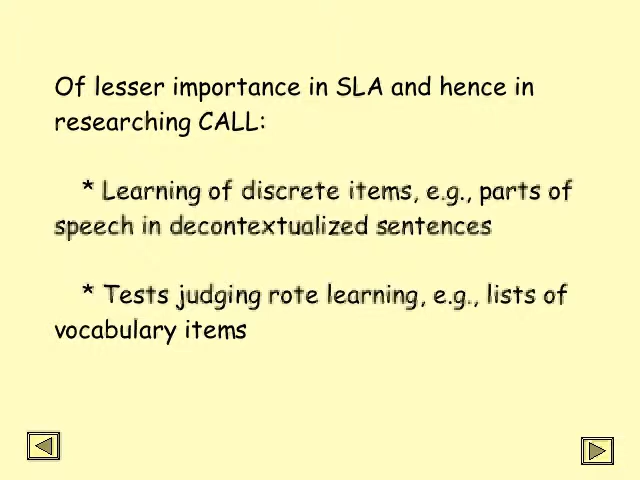 Of lesser importance in SLA and hence in
researching CALL:
* Learning of discrete items, e.g., parts of
speech in decontextualized sentences
* Tests judging rote learning, e.g., lists of
vocabulary items